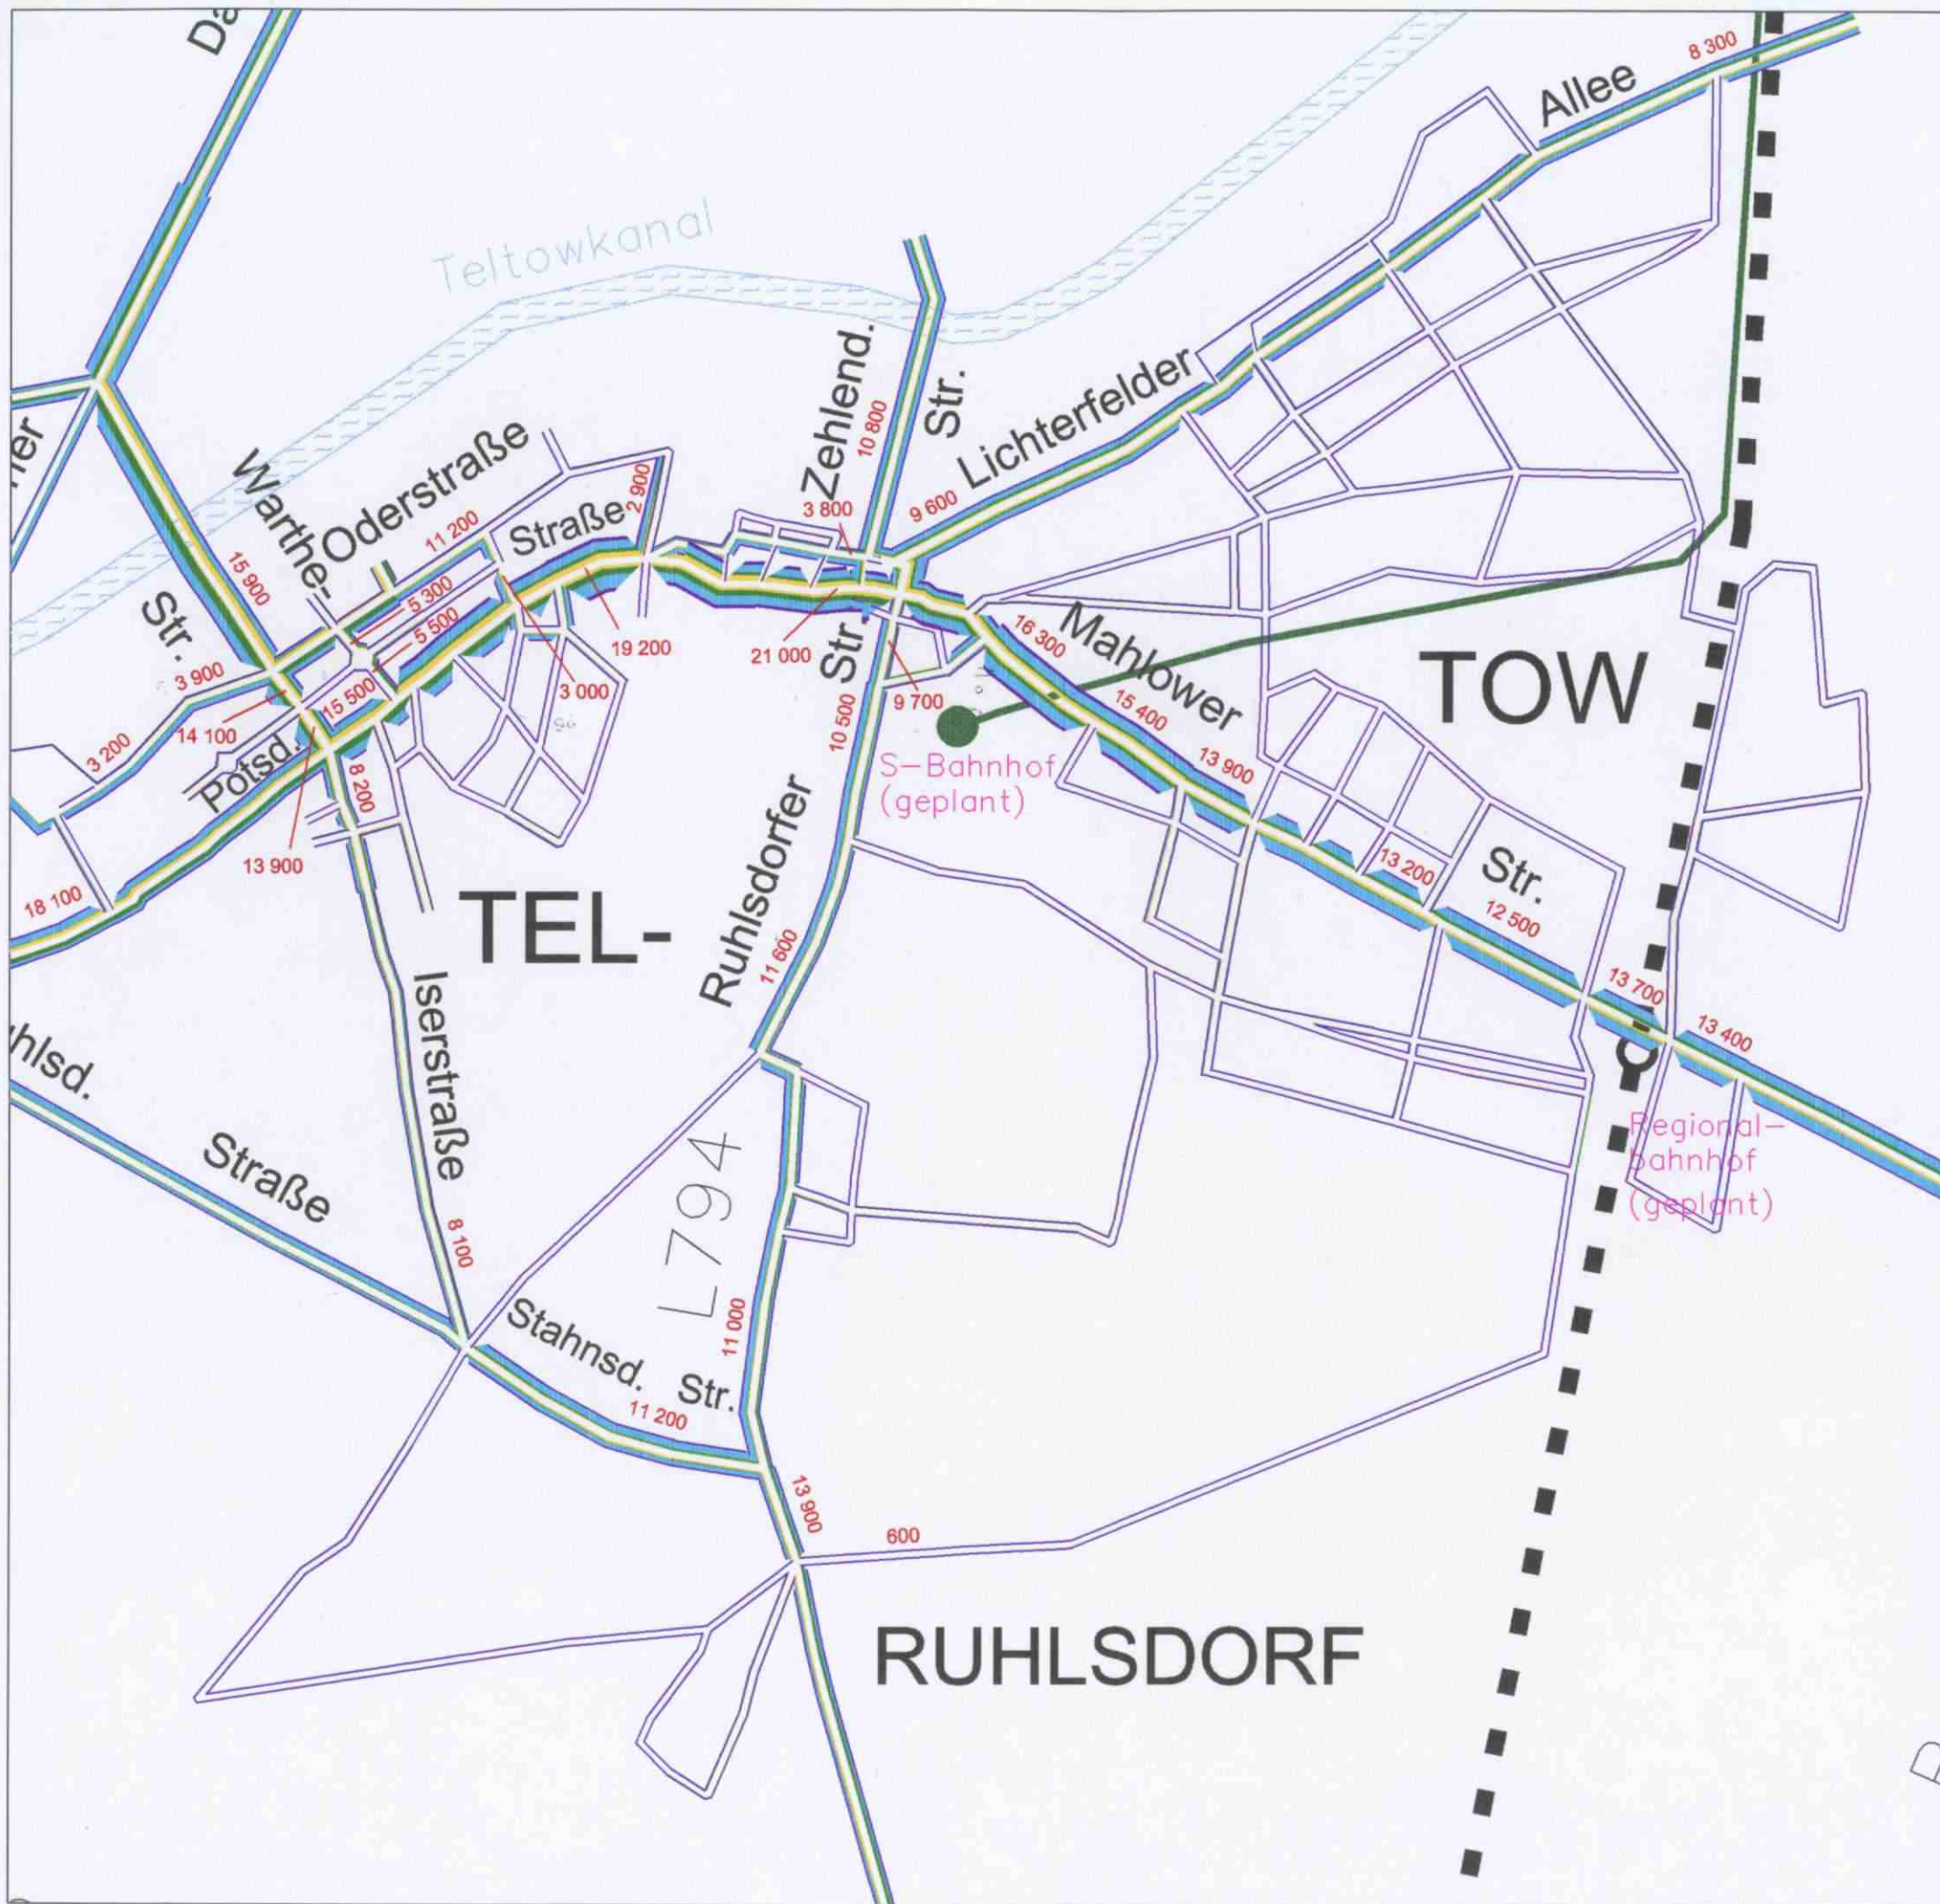 8 300
Allee
Teltowkanal
Zehlend.
Str.
10 800
Lichterfelder
9 600
3 800
Warthe-
Oderstraße
11 200
Straße
2 900
15 900
5 300
5 500
Str.
3 900
14 100
15 500
3 200
Potsd.
8 200
13 900
18 100
19 200
3 000
21 000
Str.
9 700
10 500
16 300
Mahlower
15 400
13 900
TOW
S-Bahnhof
(geplant)
13 200
Str.
12 500
13 700
13 400
TEL-
Ruhlsdorfer
11 600
Iserstraße
8 100
hlsd.
Straße
Regional-
bahnhof
(geplant)
L794
11 000
Stahnsd. Str.
11 200
13 900
600
RUHLSDORF